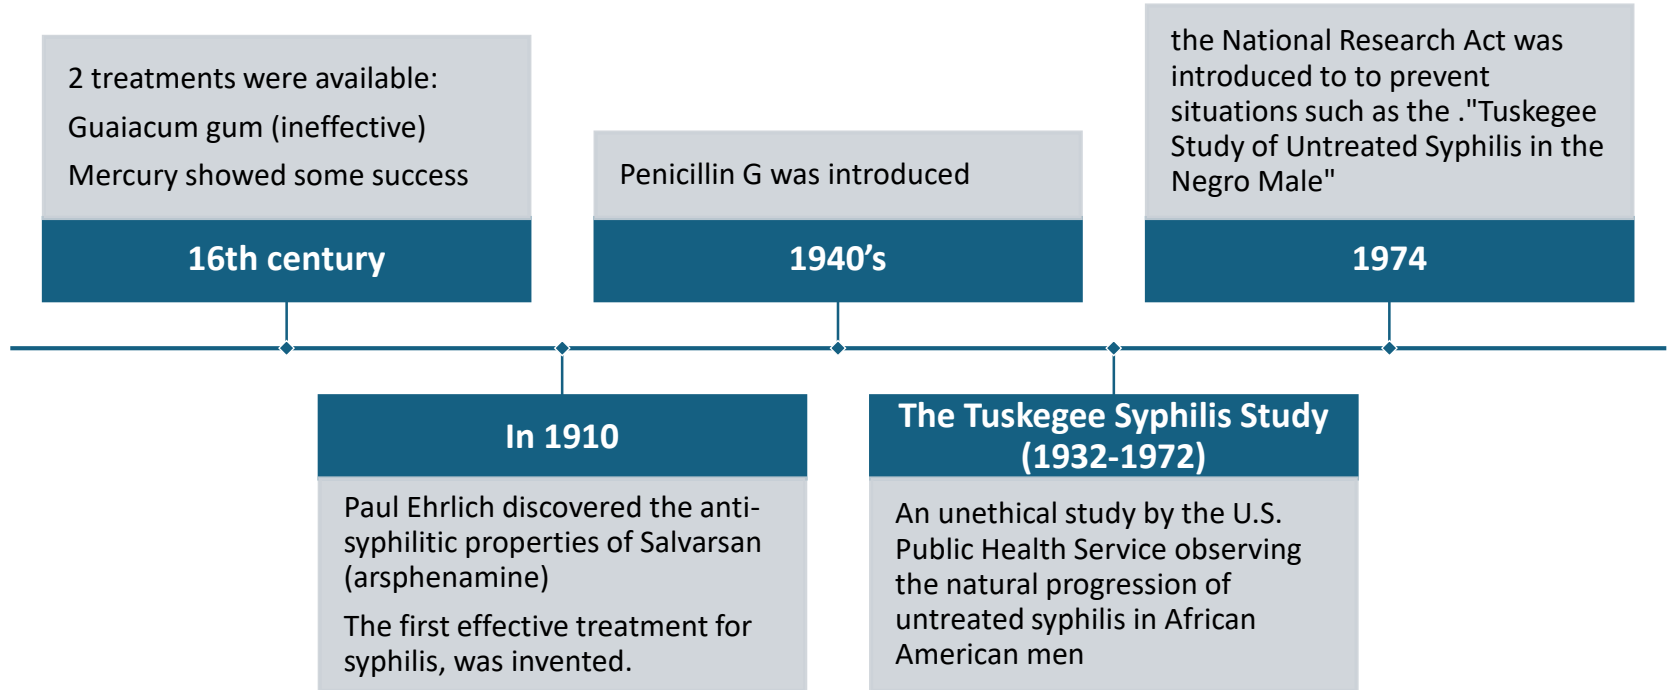 2 treatments were available:
Guaiacum gum (ineffective)
Mercury showed some success
16th century
In 1910
Paul Ehrlich discovered the anti-
syphilitic properties of Salvarsan
(arsphenamine)
The first effective treatment for
syphilis, was invented.
Penicillin G was introduced
1940’s
The Tuskegee Syphilis Study
(1932-1972)
An unethical study by the U.S.
Public Health Service observing
the natural progression of
untreated syphilis in African
American men
the National Research Act was
introduced to to prevent
situations such as the ."Tuskegee
Study of Untreated Syphilis in the
Negro Male"
1974